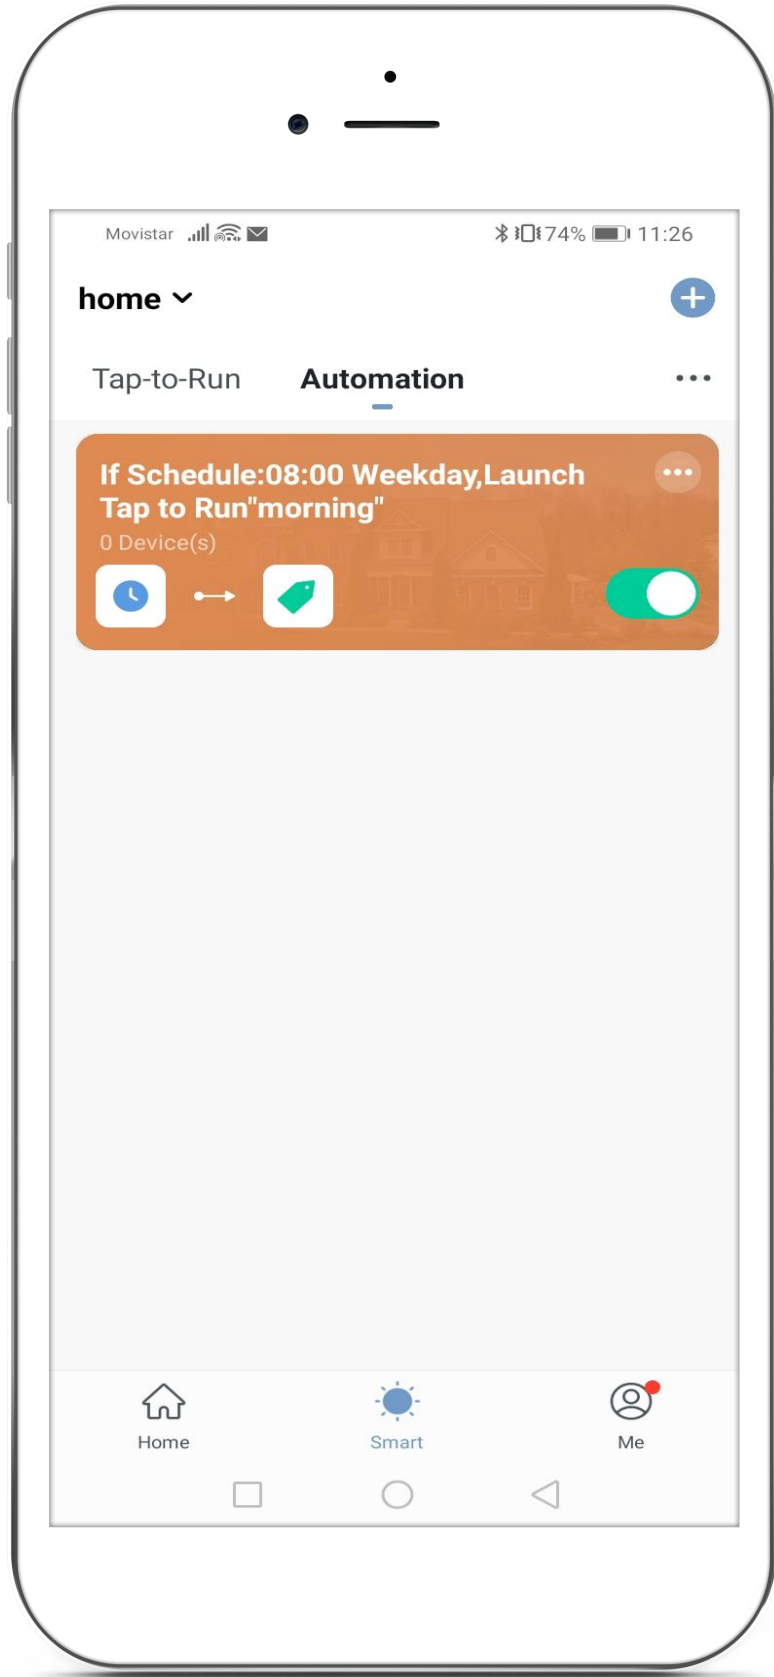 Movistar
74% 11:26
home
Tap-to-Run Automation
If Schedule:08:00 Weekday,Launch
Tap to Run"morning"
0 Device(s)
Home Smart Me